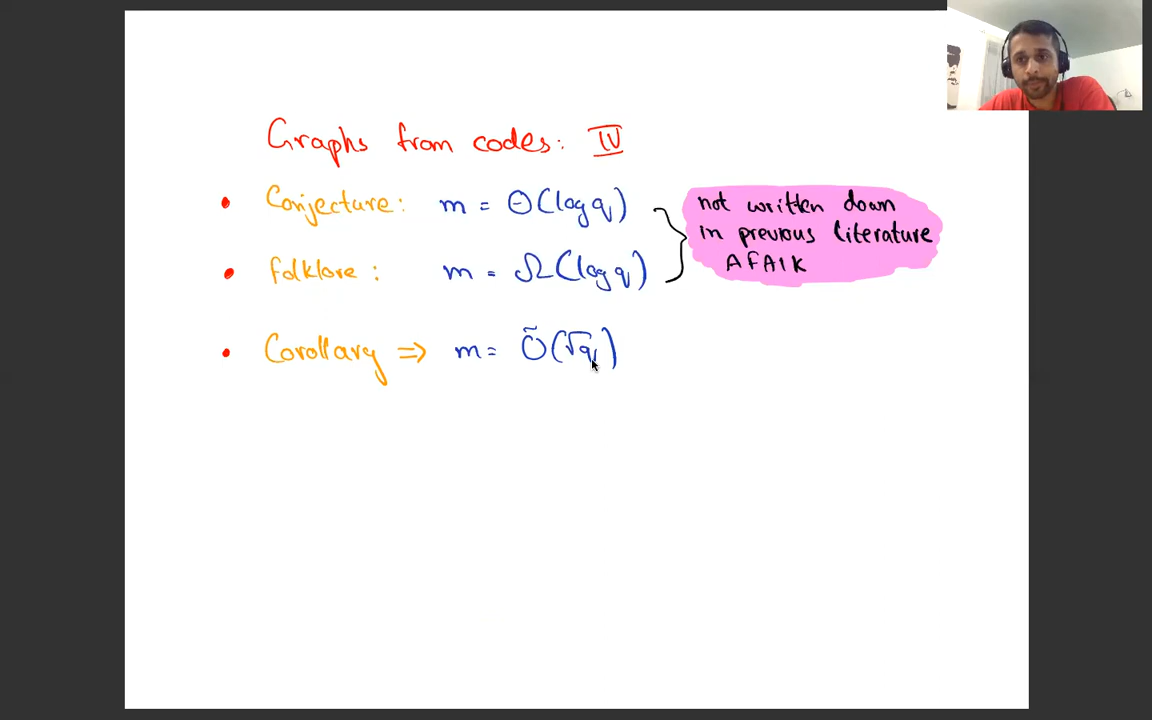 Graphs from codes: IV
• Conjecture: m = Θ(log q)
• folklore: m = Ω(log q)
not written down
in previous literature
AFAIK
• Corollary ⇒ m = Õ(√q)